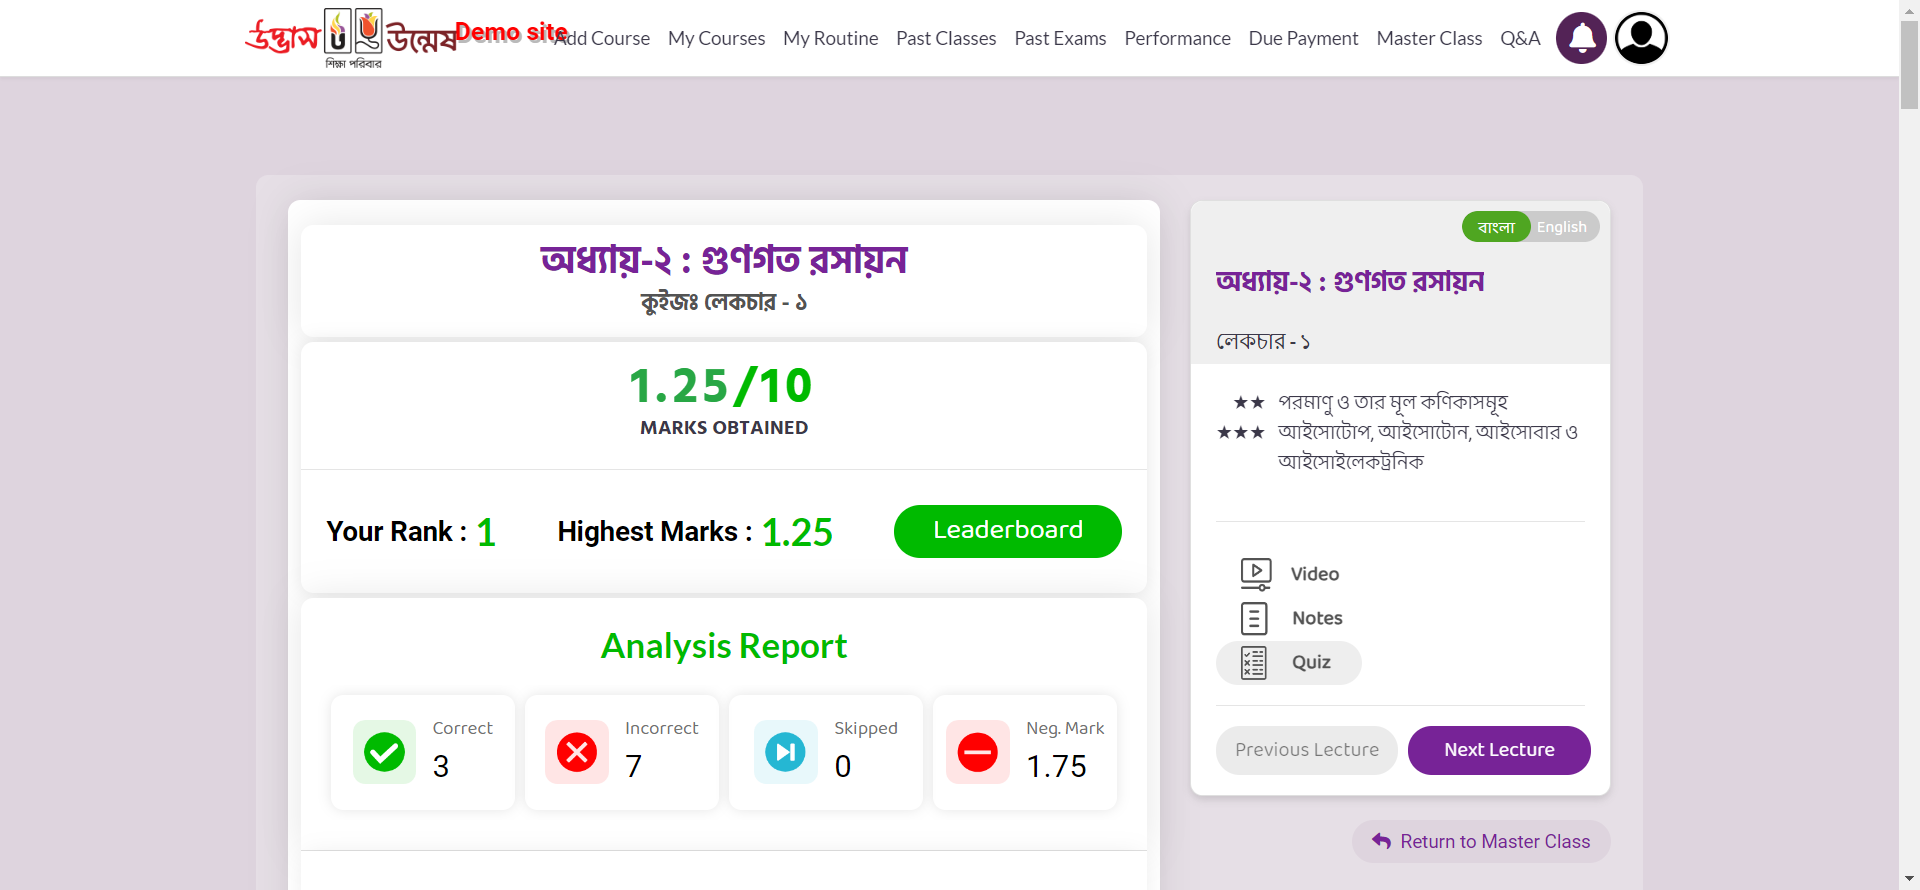 উদ্ভাস উন্মেষ
শিক্ষা পরিবার
Demo site
Add Course My Courses My Routine Past Classes Past Exams Performance Due Payment Master Class Q&A
অধ্যায়-২ : গুণগত রসায়ন
কুইজঃ লেকচার - ১
1.25/10
MARKS OBTAINED
Your Rank : 1 Highest Marks : 1.25 Leaderboard
Analysis Report
Correct
3
Incorrect
7
Skipped
0
Neg. Mark
1.75
বাংলা English
অধ্যায়-২ : গুণগত রসায়ন
লেকচার - ১
★★ পরমাণু ও তার মূল কণিকাসমূহ
★★★ আইসোটোপ, আইসোটোন, আইসোবার ও
আইসোইলেকট্রনিক
Video
Notes
Quiz
Previous Lecture Next Lecture
Return to Master Class